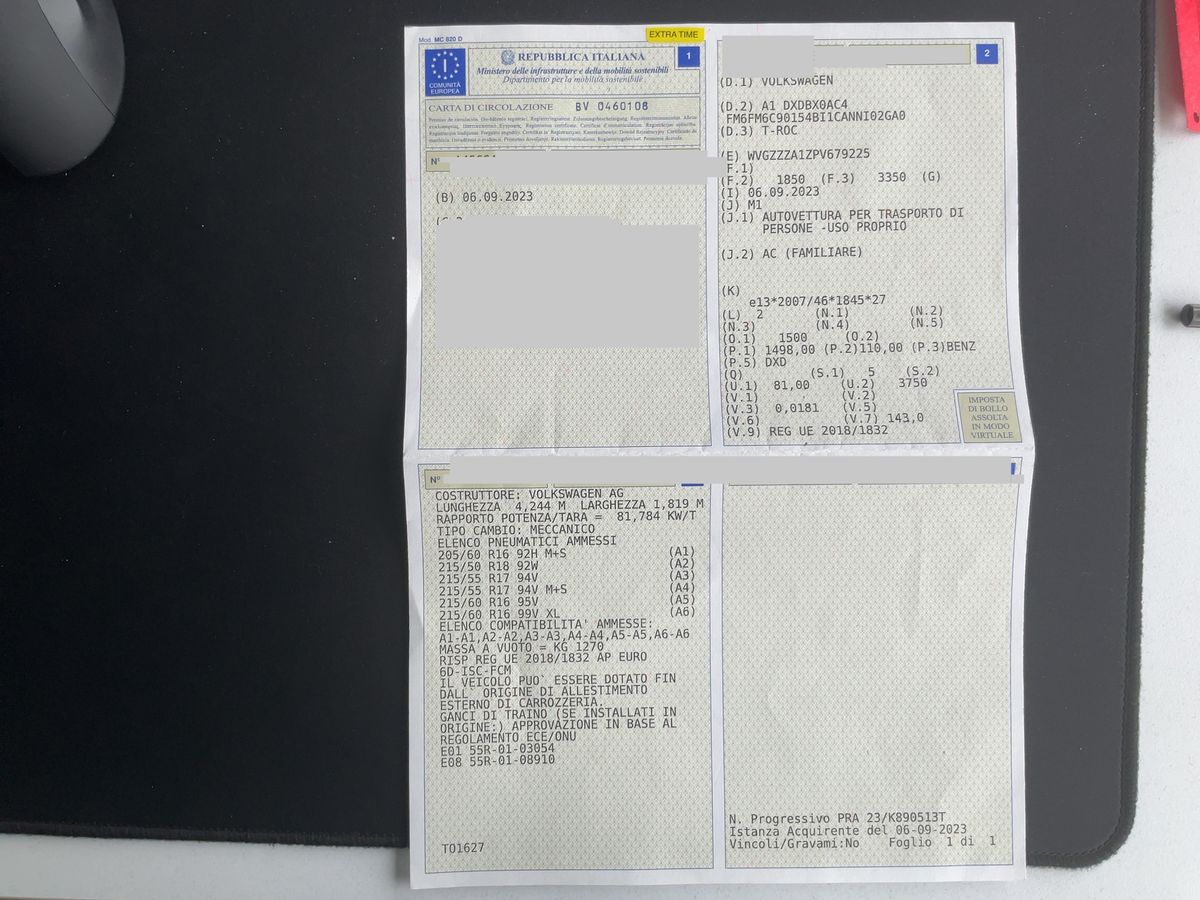 Mod. MC 820 D
EXTRA TIME
COMUNITÀ
EUROPEA
I
REPUBBLICA ITALIANA
1
Ministero delle infrastrutture e della mobilità sostenibili
Dipartimento per la mobilità sostenibile
CARTA DI CIRCOLAZIONE BV 0460108
N°
(B) 06.09.2023
2
(D.1) VOLKSWAGEN
(D.2) A1 DXDBX0AC4
FM6FM6C90154BI1CANNI02GA0
(D.3) T-ROC
(E) WVGZZZA1ZPV679225
(F.1)
(F.2) 1850 (F.3) 3350 (G)
(I) 06.09.2023
(J) M1
(J.1) AUTOVETTURA PER TRASPORTO DI
PERSONE -USO PROPRIO
(J.2) AC (FAMILIARE)
(K)
e13*2007/46*1845*27
(L) 2 (N.1) (N.2)
(N.3) (N.4) (N.5)
(O.1) 1500 (O.2)
(P.1) 1498,00 (P.2)110,00 (P.3)BENZ
(P.5) DXD
(Q) (S.1) 5 (S.2)
(U.1) 81,00 (U.2) 3750
(V.1) (V.2)
(V.3) 0,0181 (V.5)
(V.6) (V.7) 143,0
(V.9) REG UE 2018/1832
IMPOSTA
DI BOLLO
ASSOLTA
IN MODO
VIRTUALE
N°
COSTRUTTORE: VOLKSWAGEN AG
LUNGHEZZA 4,244 M LARGHEZZA 1,819 M
RAPPORTO POTENZA/TARA = 81,784 KW/T
TIPO CAMBIO: MECCANICO
ELENCO PNEUMATICI AMMESSI
205/60 R16 92H M+S (A1)
215/50 R18 92W (A2)
215/55 R17 94V (A3)
215/55 R17 94V M+S (A4)
215/60 R16 95V (A5)
215/60 R16 99V XL (A6)
ELENCO COMPATIBILITA' AMMESSE:
A1-A1,A2-A2,A3-A3,A4-A4,A5-A5,A6-A6
MASSA A VUOTO = KG 1270
RISP REG UE 2018/1832 AP EURO
6D-ISC-FCM
IL VEICOLO PUO` ESSERE DOTATO FIN
DALL` ORIGINE DI ALLESTIMENTO
ESTERNO DI CARROZZERIA.
GANCI DI TRAINO (SE INSTALLATI IN
ORIGINE:) APPROVAZIONE IN BASE AL
REGOLAMENTO ECE/ONU
E01 55R-01-03054
E08 55R-01-08910
T01627
N. Progressivo PRA 23/K890513T
Istanza Acquirente del 06-09-2023
Vincoli/Gravami:No Foglio 1 di 1